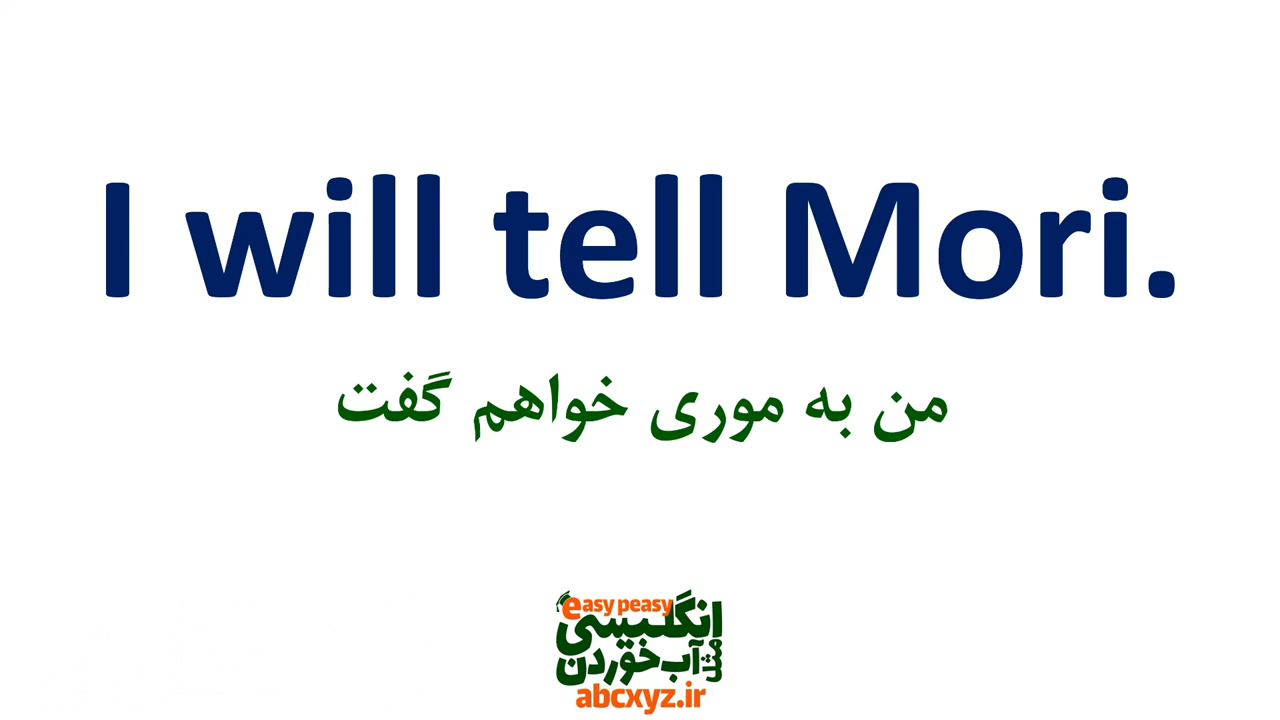 I will tell Mori.
من به موری خواهم گفت
easy peasy
انگلیسی
مثل آب خوردن
abcxyz.ir